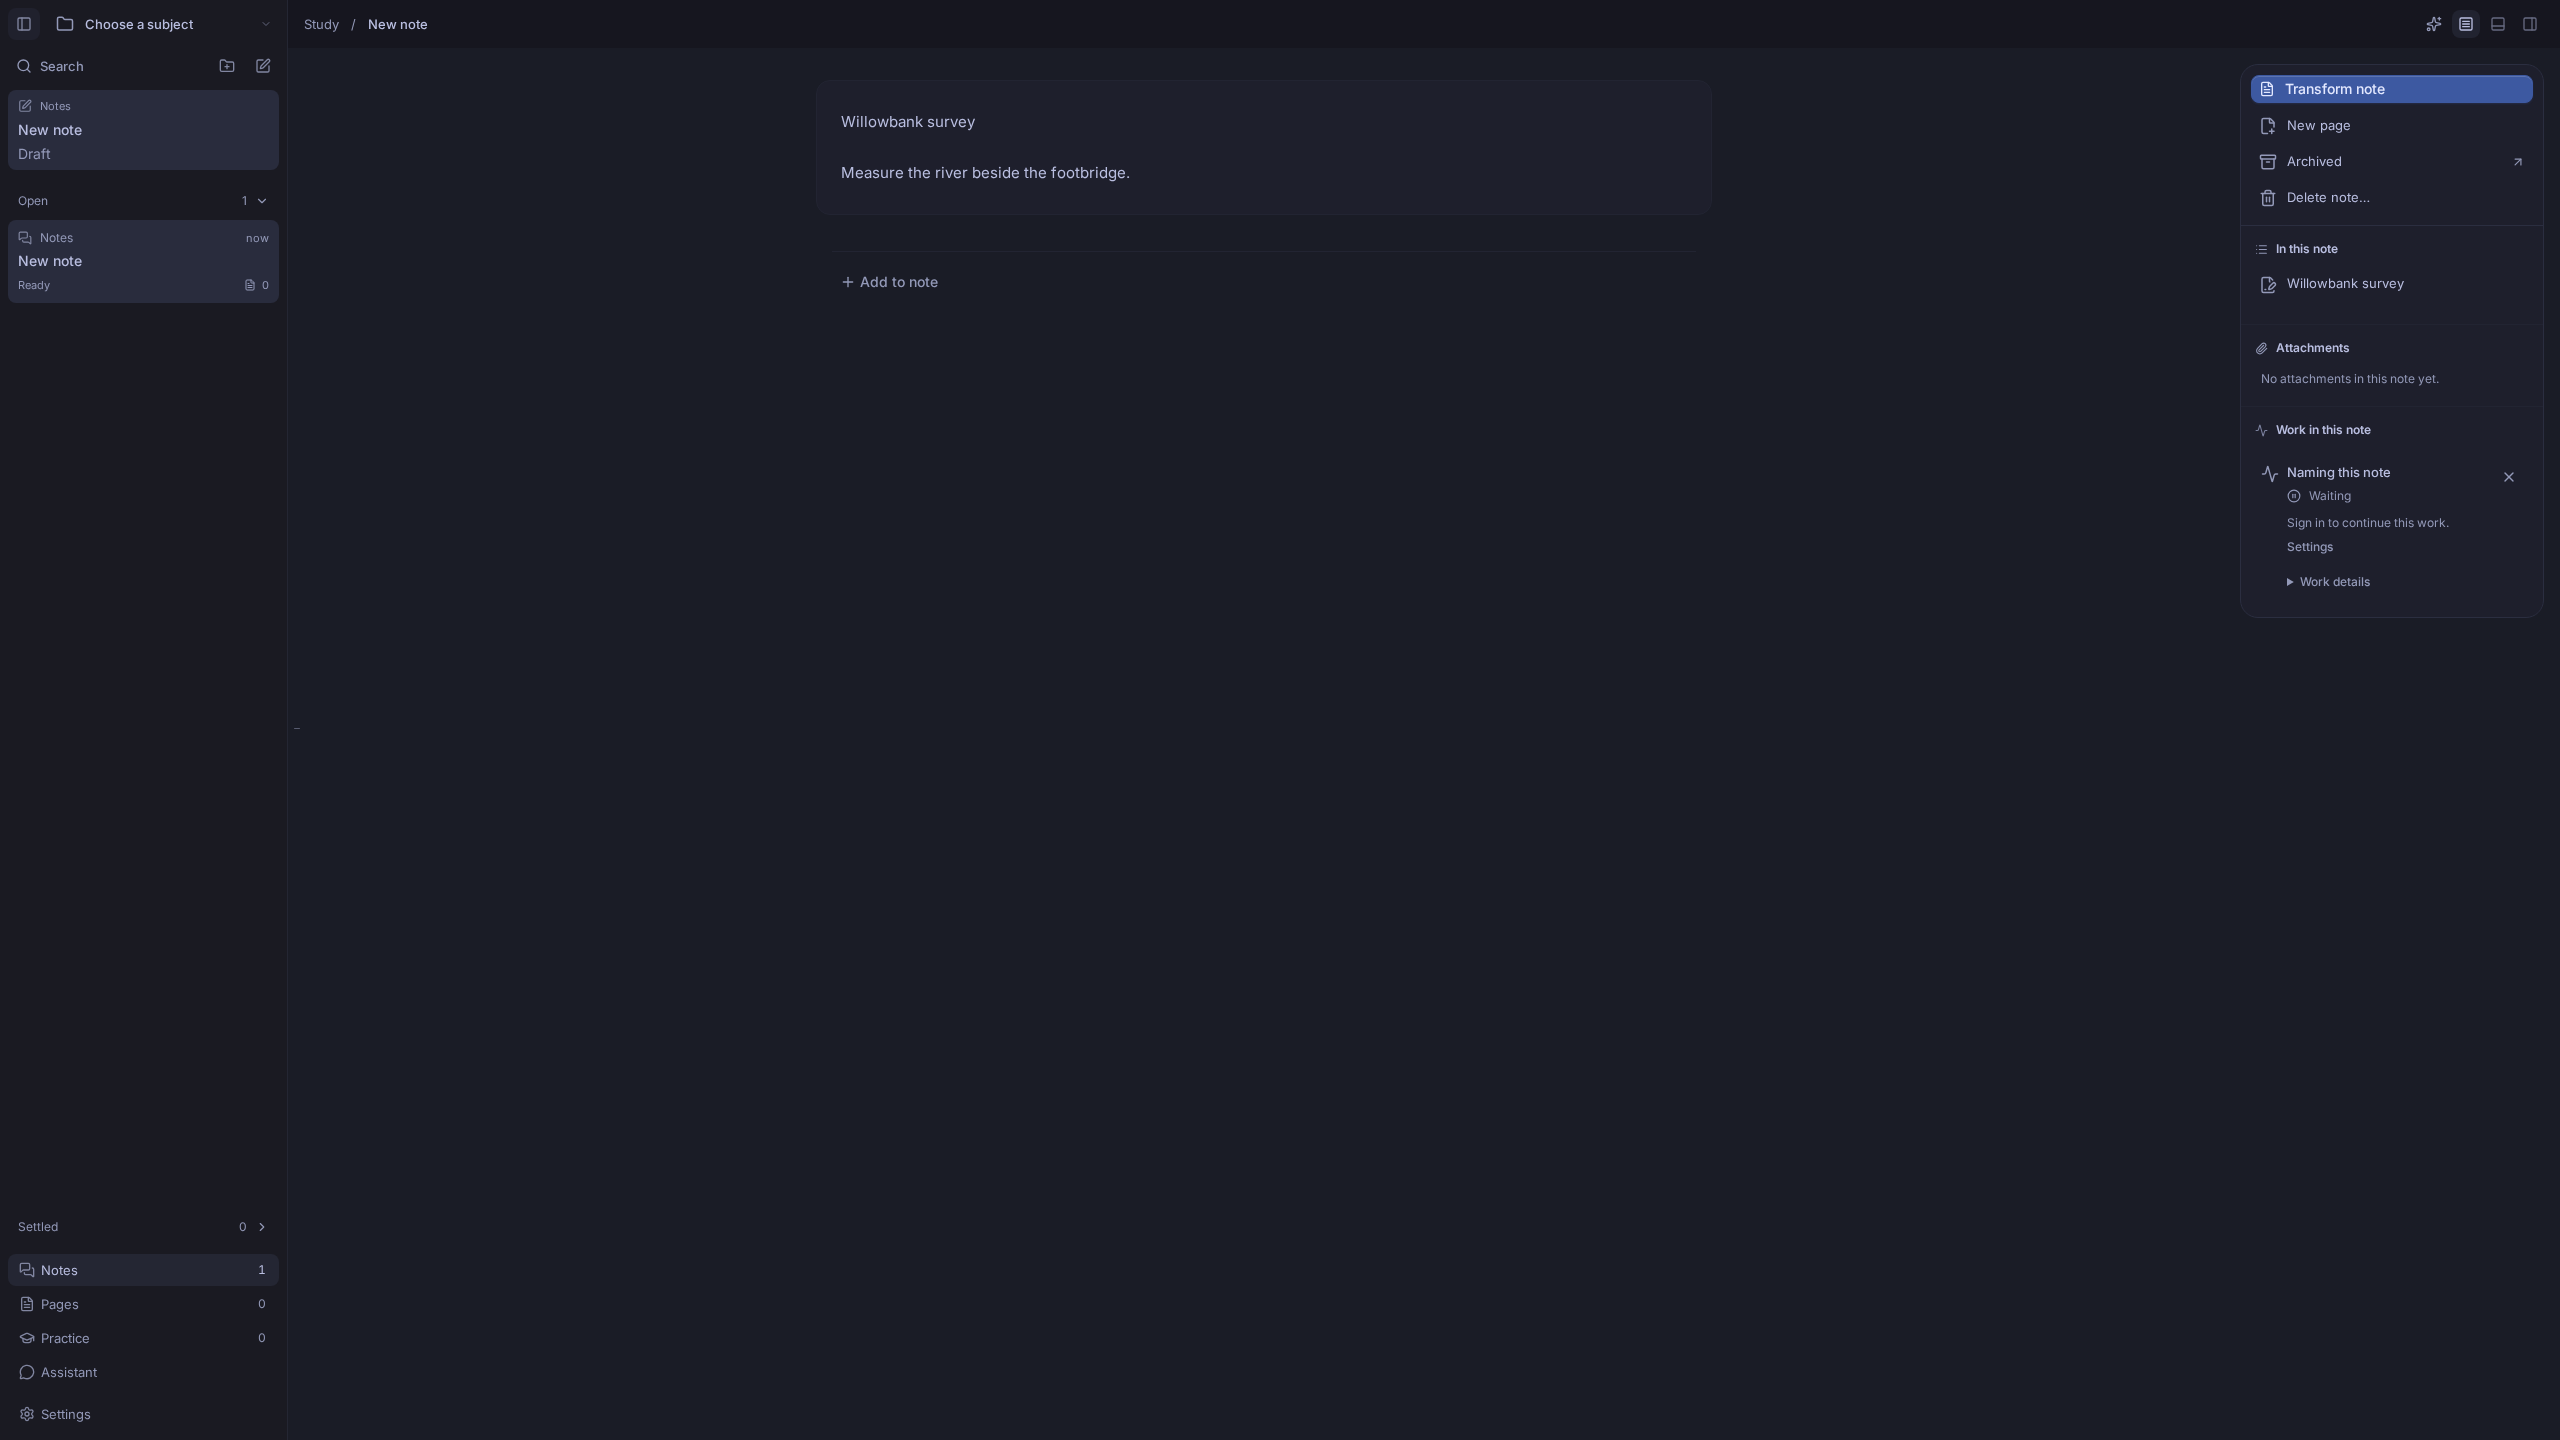 Choose a subject
Search
Notes
New note
Draft
Open 1
Notes now
New note
Ready 0
Settled 0
Notes 1
Pages 0
Practice 0
Assistant
Settings
Study / New note
Willowbank survey
Measure the river beside the footbridge.
Add to note
Transform note
New page
Archived
Delete note...
In this note
Willowbank survey
Attachments
No attachments in this note yet.
Work in this note
Naming this note
Waiting
Sign in to continue this work.
Settings
Work details